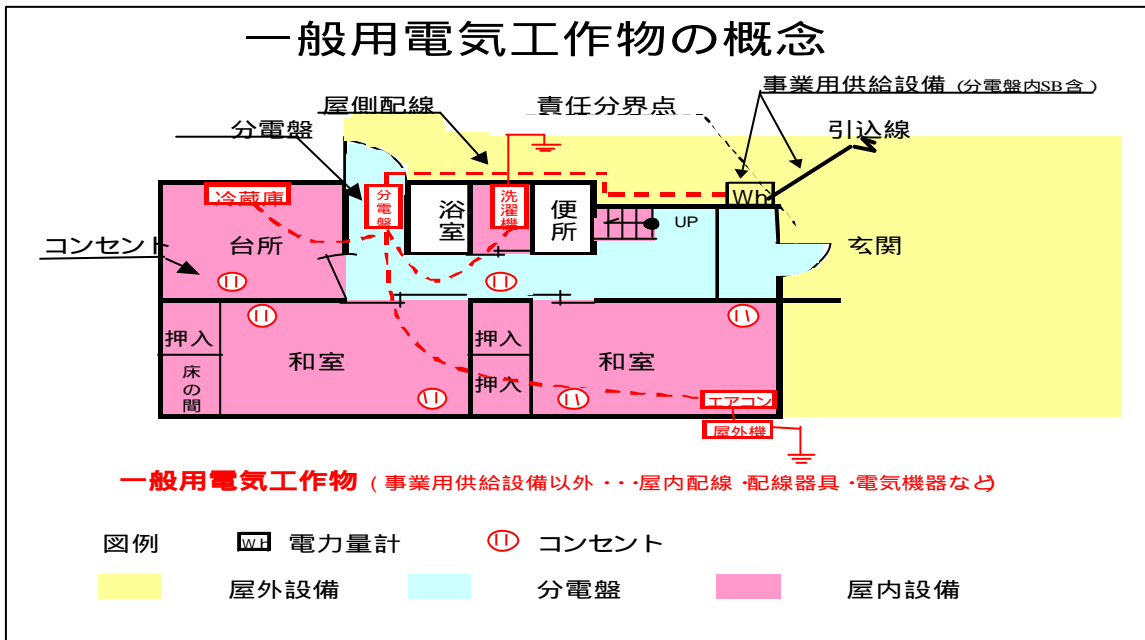 一般用電気工作物の概念
事業用供給設備 (分電盤内SB含)
屋側配線
責任分界点
分電盤
引込線
冷蔵庫
分電盤
浴室
洗濯機
便所
Wh
UP
コンセント
台所
玄関
押入
和室
押入
和室
床の間
押入
エアコン
屋外機
一般用電気工作物 (事業用供給設備以外・・・屋内配線・配線器具・電気機器など)
図例
Wh 電力量計
コンセント
屋外設備
分電盤
屋内設備